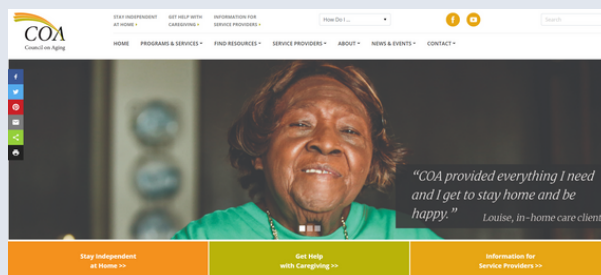 COA
Council on Aging
STAY INDEPENDENT
AT HOME
GET HELP WITH
CAREGIVING
INFORMATION FOR
SERVICE PROVIDERS
How Do I ...
Search
HOME PROGRAMS & SERVICES FIND RESOURCES SERVICE PROVIDERS ABOUT NEWS & EVENTS CONTACT
“COA provided everything I need
and I get to stay home and be
happy.” Louise, in-home care client
Stay Independent
at Home >>
Get Help
with Caregiving >>
Information for
Service Providers >>